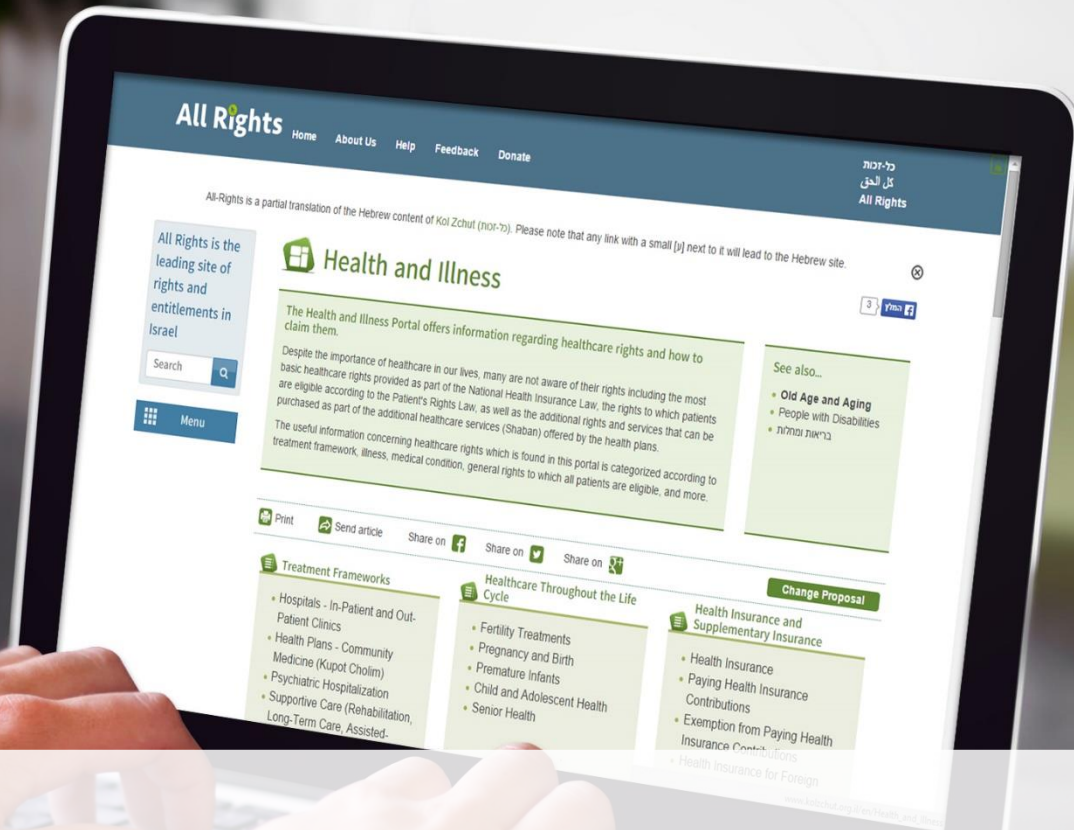 All Rights
Home About Us Help Feedback Donate
כל-זכות
كل الحق
All Rights
All-Rights is a partial translation of the Hebrew content of Kol Zchut (כל-זכות). Please note that any link with a small [ע] next to it will lead to the Hebrew site.
All Rights is the
leading site of
rights and
entitlements in
Israel
Search
Menu
Health and Illness
3 המלץ
The Health and Illness Portal offers information regarding healthcare rights and how to
claim them.
Despite the importance of healthcare in our lives, many are not aware of their rights including the most
basic healthcare rights provided as part of the National Health Insurance Law, the rights to which patients
are eligible according to the Patient's Rights Law, as well as the additional rights and services that can be
purchased as part of the additional healthcare services (Shaban) offered by the health plans.
The useful information concerning healthcare rights which is found in this portal is categorized according to
treatment framework, illness, medical condition, general rights to which all patients are eligible, and more.
See also...
• Old Age and Aging
• People with Disabilities
• בריאות ומחלות
Print Send article Share on Share on Share on
Change Proposal
Treatment Frameworks
• Hospitals - In-Patient and Out-
Patient Clinics
• Health Plans - Community
Medicine (Kupot Cholim)
• Psychiatric Hospitalization
• Supportive Care (Rehabilitation,
Long-Term Care, Assisted-
Healthcare Throughout the Life
Cycle
• Fertility Treatments
• Pregnancy and Birth
• Premature Infants
• Child and Adolescent Health
• Senior Health
Health Insurance and
Supplementary Insurance
• Health Insurance
• Paying Health Insurance
Contributions
• Exemption from Paying Health
Insurance Contributions
• Health Insurance for Foreign